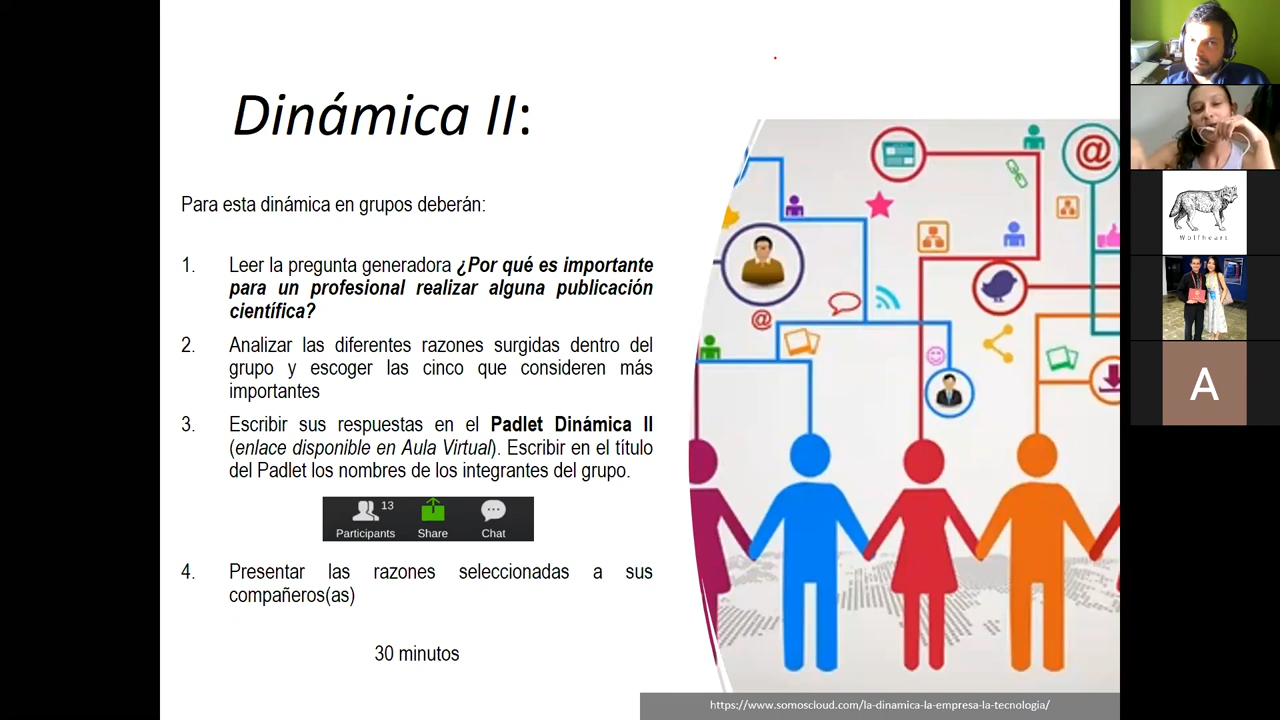 Dinámica II:
Para esta dinámica en grupos deberán:
1. Leer la pregunta generadora ¿Por qué es importante
para un profesional realizar alguna publicación
científica?
2. Analizar las diferentes razones surgidas dentro del
grupo y escoger las cinco que consideren más
importantes
3. Escribir sus respuestas en el Padlet Dinámica II
(enlace disponible en Aula Virtual). Escribir en el título
del Padlet los nombres de los integrantes del grupo.
13
Participants Share Chat
4. Presentar las razones seleccionadas a sus
compañeros(as)
30 minutos
@
@
https://www.somoscloud.com/la-dinamica-la-empresa-la-tecnologia/
Wolfheart
A